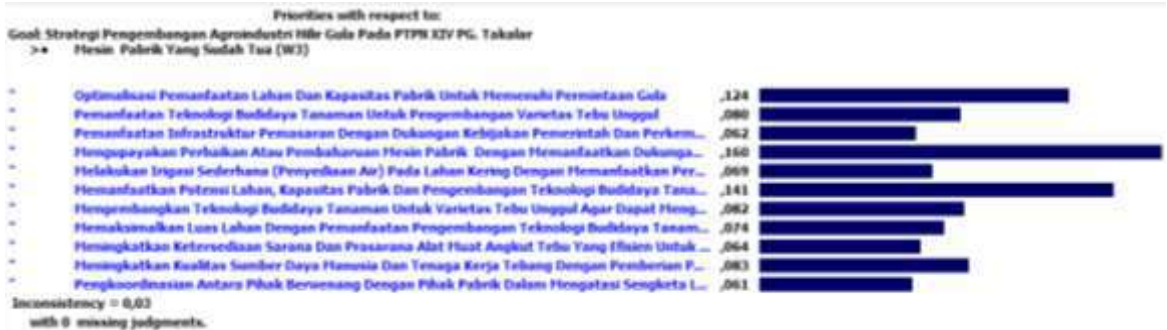 Priorities with respect to:
Goal: Strategi Pengembangan Agroindustri Hilir Gula Pada PTPN XIV PG. Takalar
>• Mesin Pabrik Yang Sudah Tua (W3)
Optimalisasi Pemanfaatan Lahan Dan Kapasitas Pabrik Untuk Memenuhi Permintaan Gula ,124
Pemanfaatan Teknologi Budidaya Tanaman Untuk Pengembangan Varietas Tebu Unggul ,080
Pemanfaatan Infrastruktur Pemasaran Dengan Dukungan Kebijakan Pemerintah Dan Perkem... ,062
Mengupayakan Perbaikan Atau Pembaharuan Mesin Pabrik Dengan Memanfaatkan Dukunga... ,160
Melakukan Irigasi Sederhana (Penyediaan Air) Pada Lahan Kering Dengan Memanfaatkan Per... ,069
Memanfaatkan Potensi Lahan, Kapasitas Pabrik Dan Pengembangan Teknologi Budidaya Tana... ,141
Mengembangkan Teknologi Budidaya Tanaman Untuk Varietas Tebu Unggul Agar Dapat Meng... ,082
Memaksimalkan Luas Lahan Dengan Pemanfaatan Pengembangan Teknologi Budidaya Tanam... ,074
Meningkatkan Ketersediaan Sarana Dan Prasarana Alat Muat Angkut Tebu Yang Efisien Untuk ... ,064
Meningkatkan Kualitas Sumber Daya Manusia Dan Tenaga Kerja Tebang Dengan Pemberian P... ,083
Pengkoordinasian Antara Pihak Berwenang Dengan Pihak Pabrik Dalam Mengatasi Sengketa L... ,061
Inconsistency = 0,03
with 0 missing judgments.